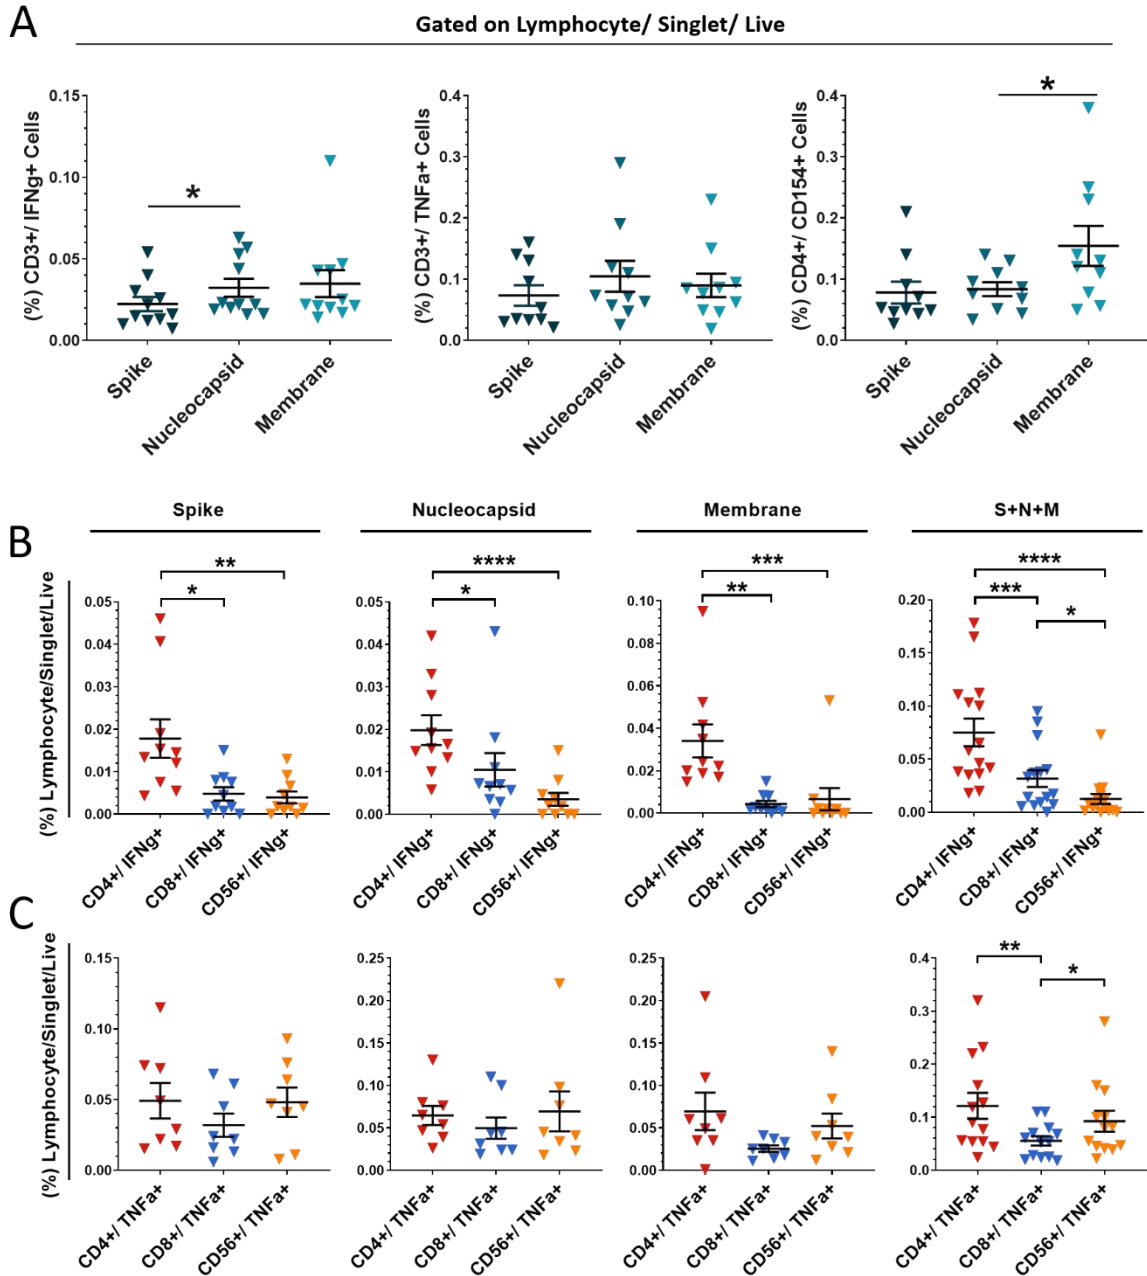 A
Gated on Lymphocyte/ Singlet/ Live
(%) CD3+/ IFNg+ Cells
0.15
0.10
0.05
0.00
Spike
Nucleocapsid
Membrane
*
(%) CD3+/ TNFa+ Cells
0.4
0.3
0.2
0.1
0.0
Spike
Nucleocapsid
Membrane
(%) CD4+/ CD154+ Cells
0.4
0.3
0.2
0.1
0.0
Spike
Nucleocapsid
Membrane
*
B
Spike
Nucleocapsid
Membrane
S+N+M
(%) Lymphocyte/Singlet/Live
**
*
0.05
0.04
0.03
0.02
0.01
0.00
CD4+/ IFNg+
CD8+/ IFNg+
CD56+/ IFNg+
****
*
0.05
0.04
0.03
0.02
0.01
0.00
CD4+/ IFNg+
CD8+/ IFNg+
CD56+/ IFNg+
***
**
0.10
0.08
0.06
0.04
0.02
0.00
CD4+/ IFNg+
CD8+/ IFNg+
CD56+/ IFNg+
****
***
*
0.20
0.15
0.10
0.05
0.00
CD4+/ IFNg+
CD8+/ IFNg+
CD56+/ IFNg+
C
(%) Lymphocyte/Singlet/Live
0.15
0.10
0.05
0.00
CD4+/ TNFa+
CD8+/ TNFa+
CD56+/ TNFa+
0.25
0.20
0.15
0.10
0.05
0.00
CD4+/ TNFa+
CD8+/ TNFa+
CD56+/ TNFa+
0.25
0.20
0.15
0.10
0.05
0.00
CD4+/ TNFa+
CD8+/ TNFa+
CD56+/ TNFa+
**
*
0.4
0.3
0.2
0.1
0.0
CD4+/ TNFa+
CD8+/ TNFa+
CD56+/ TNFa+